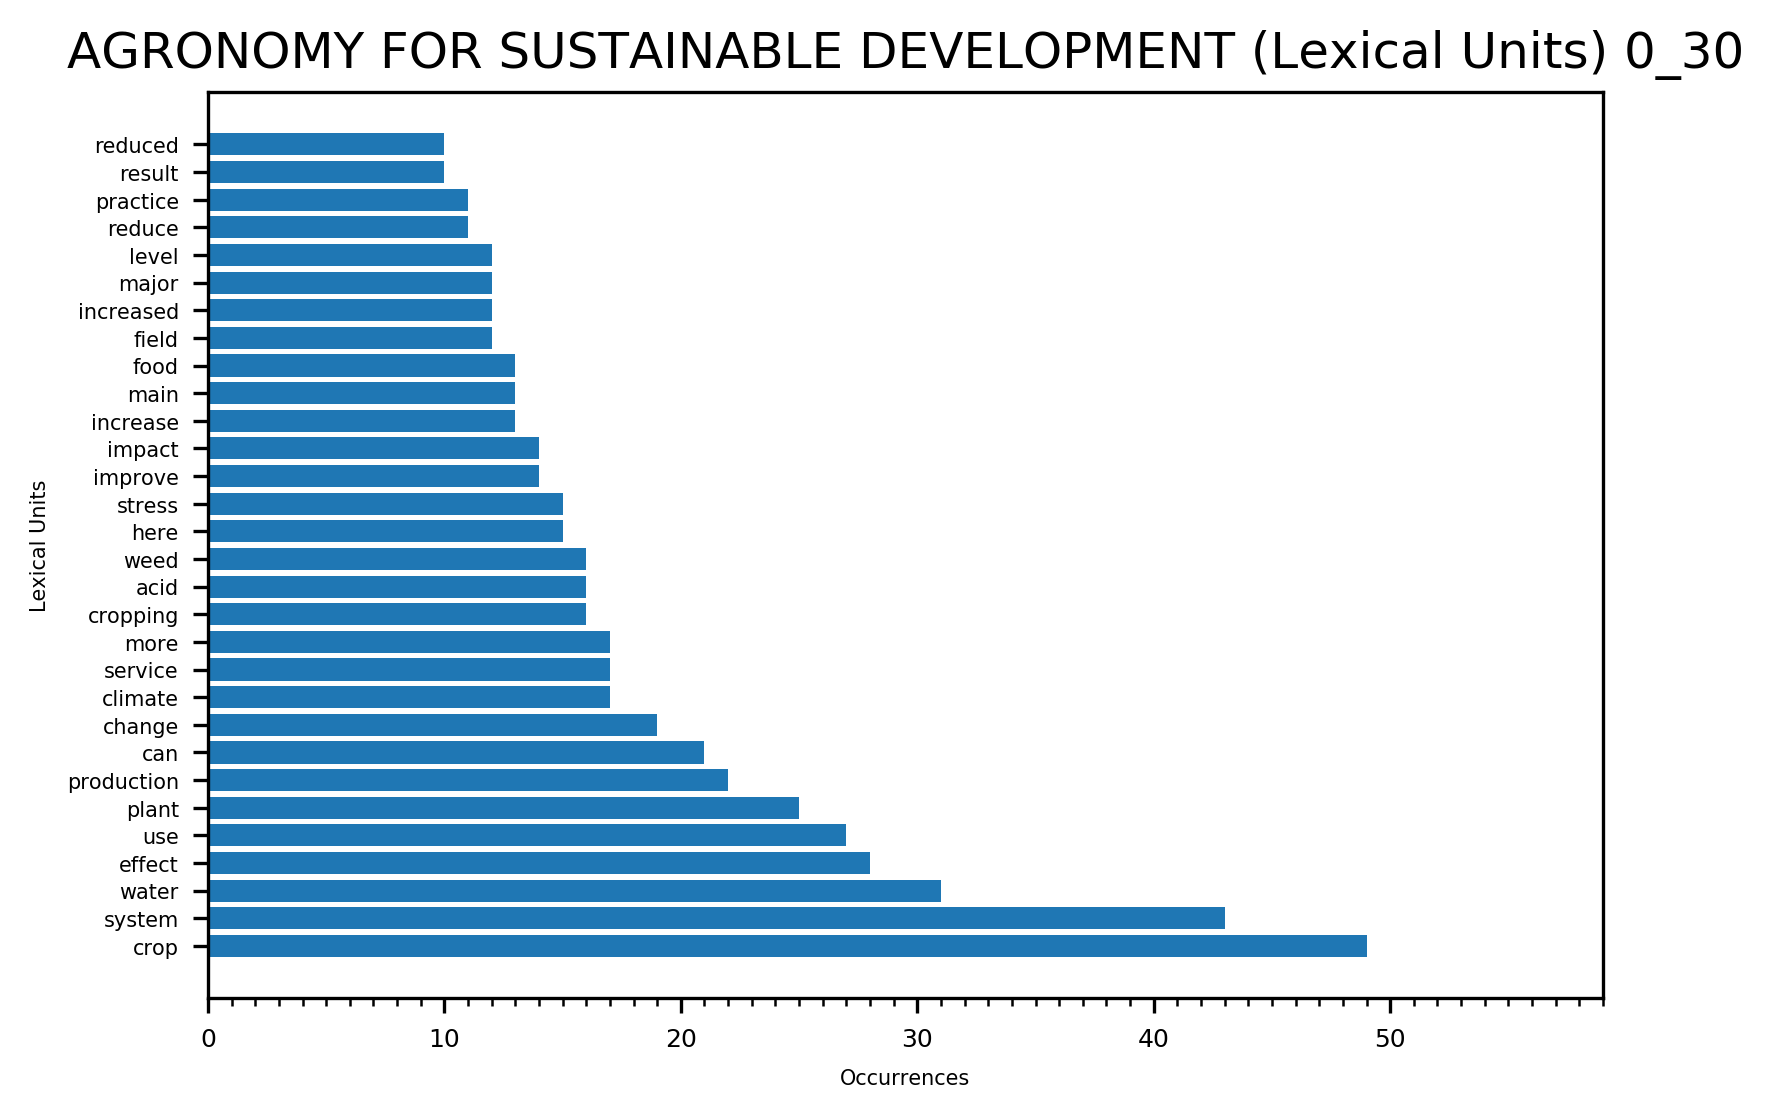 AGRONOMY FOR SUSTAINABLE DEVELOPMENT (Lexical Units) 0_30
Lexical Units
reduced
result
practice
reduce
level
major
increased
field
food
main
increase
impact
improve
stress
here
weed
acid
cropping
more
service
climate
change
can
production
plant
use
effect
water
system
crop
0 10 20 30 40 50
Occurrences